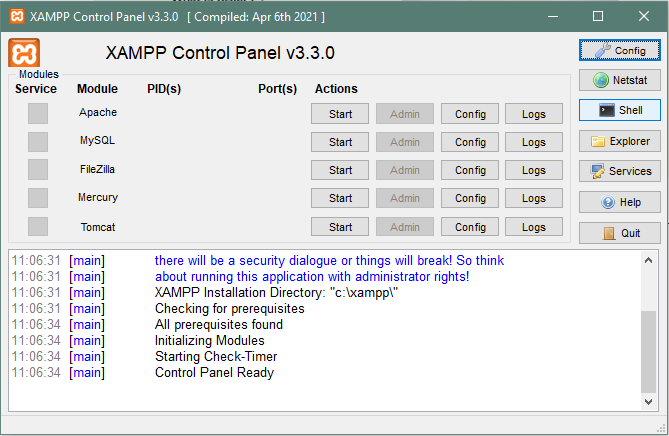 XAMPP Control Panel v3.3.0 [ Compiled: Apr 6th 2021 ]
XAMPP Control Panel v3.3.0
Config
Modules
Service Module PID(s) Port(s) Actions
Netstat
Apache Start Admin Config Logs
Shell
MySQL Start Admin Config Logs
Explorer
FileZilla Start Admin Config Logs
Services
Mercury Start Admin Config Logs
Help
Tomcat Start Admin Config Logs
Quit
11:06:31 [main] there will be a security dialogue or things will break! So think
11:06:31 [main] about running this application with administrator rights!
11:06:31 [main] XAMPP Installation Directory: "c:\xampp\"
11:06:31 [main] Checking for prerequisites
11:06:34 [main] All prerequisites found
11:06:34 [main] Initializing Modules
11:06:34 [main] Starting Check-Timer
11:06:34 [main] Control Panel Ready